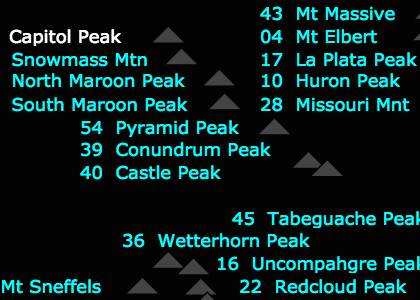 43 Mt Massive
Capitol Peak
04 Mt Elbert
Snowmass Mtn
17 La Plata Peak
North Maroon Peak
10 Huron Peak
South Maroon Peak
28 Missouri Mnt
54 Pyramid Peak
39 Conundrum Peak
40 Castle Peak
45 Tabeguache Peak
36 Wetterhorn Peak
16 Uncompahgre Peak
Mt Sneffels
22 Redcloud Peak